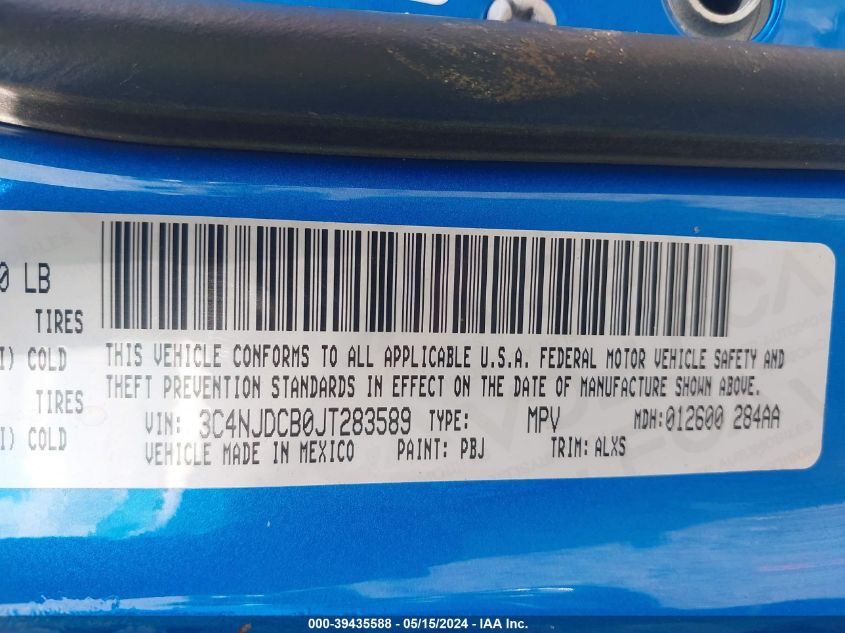 0 LB
TIRES
I) COLD
TIRES
I) COLD
THIS VEHICLE CONFORMS TO ALL APPLICABLE U.S.A. FEDERAL MOTOR VEHICLE SAFETY AND
THEFT PREVENTION STANDARDS IN EFFECT ON THE DATE OF MANUFACTURE SHOWN ABOVE.
VIN: 3C4NJDCB0JT283589 TYPE: MPV MDH:012600 284AA
VEHICLE MADE IN MEXICO PAINT: PBJ TRIM: ALXS
000-39435588 - 05/15/2024 - IAA Inc.